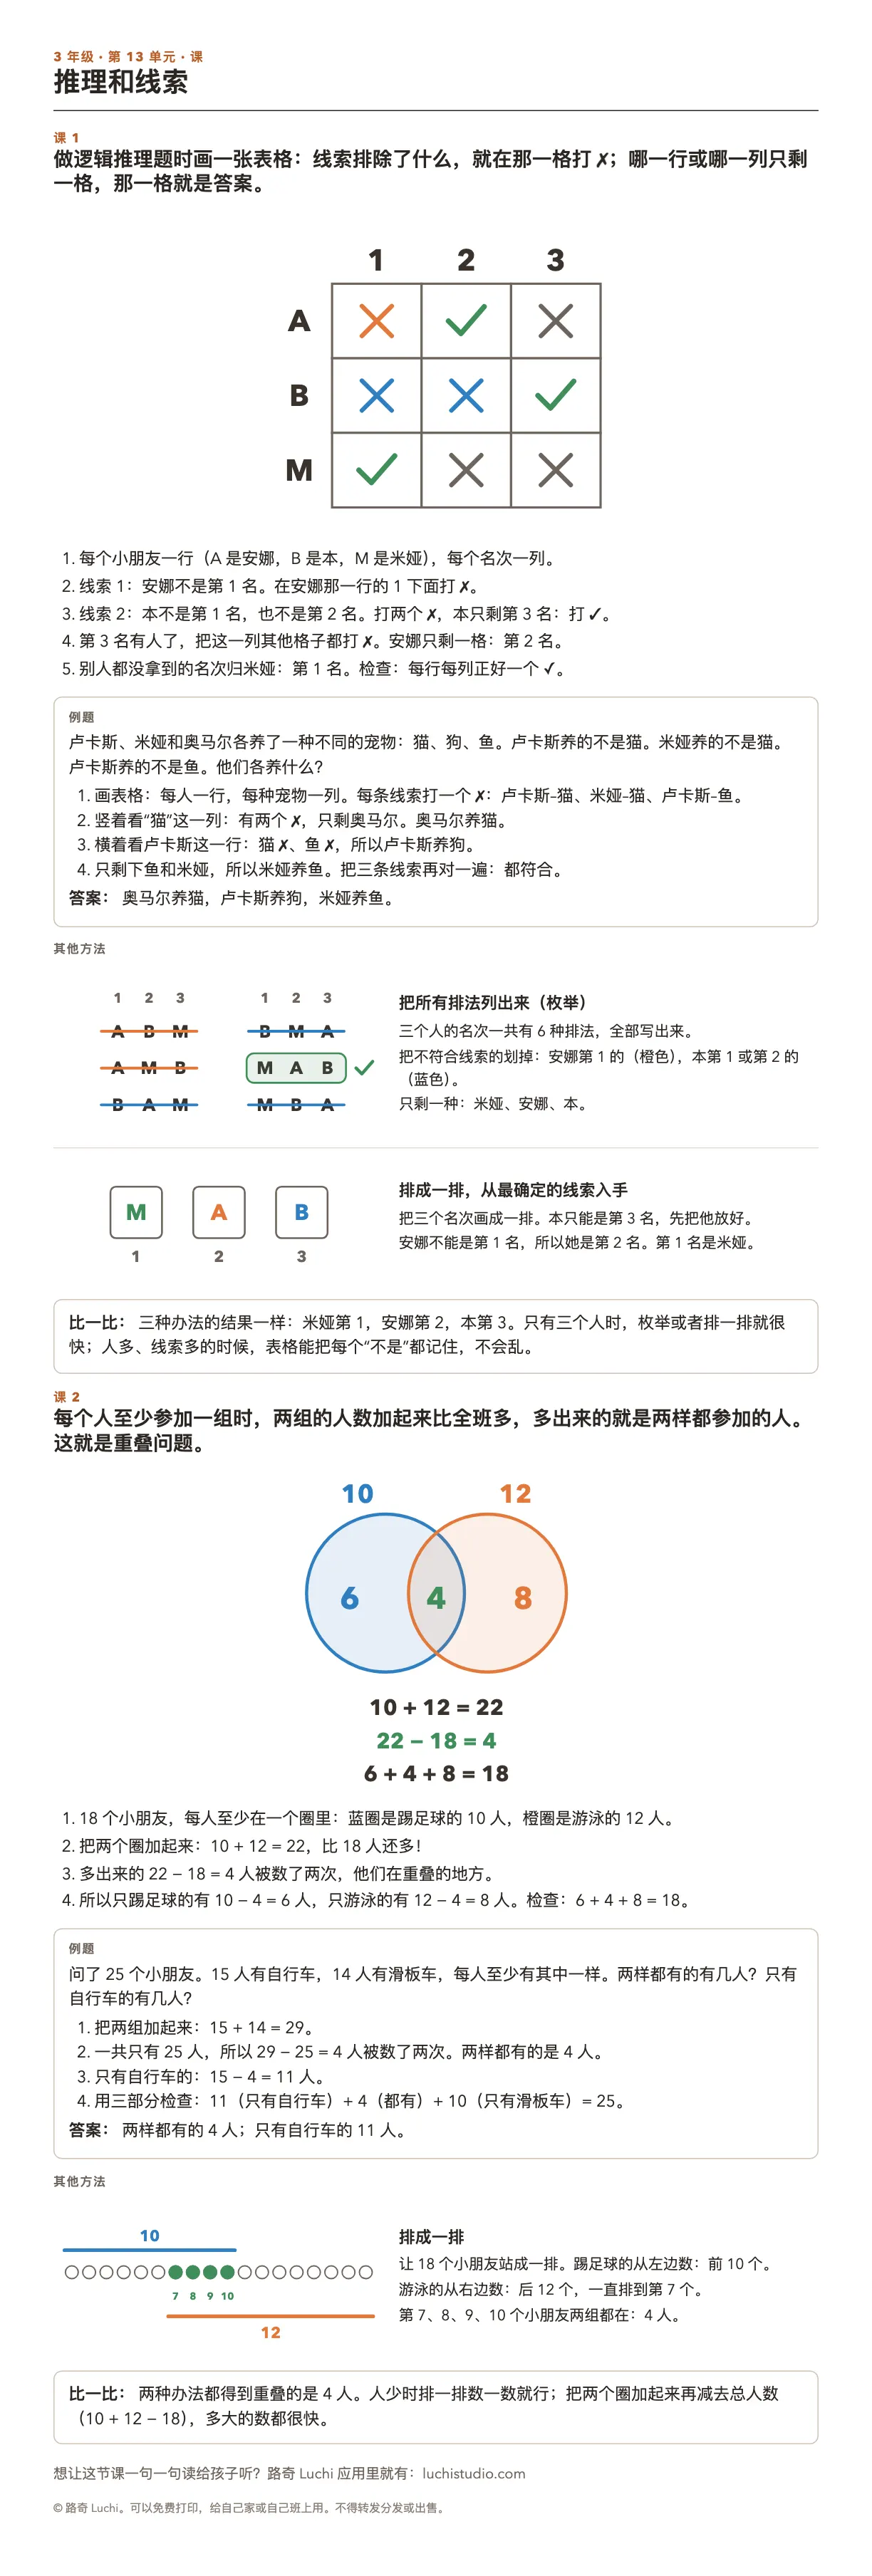 3 年级 · 第 13 单元 · 课
推理和线索
课 1
做逻辑推理题时画一张表格：线索排除了什么，就在那一格打 ✗；哪一行或哪一列只剩
一格，那一格就是答案。
1 2 3
A
B
M
1. 每个小朋友一行（A 是安娜，B 是本，M 是米娅），每个名次一列。
2. 线索 1：安娜不是第 1 名。在安娜那一行的 1 下面打 ✗。
3. 线索 2：本不是第 1 名，也不是第 2 名。打两个 ✗，本只剩第 3 名：打 ✓。
4. 第 3 名有人了，把这一列其他格子都打 ✗。安娜只剩一格：第 2 名。
5. 别人都没拿到的名次归米娅：第 1 名。检查：每行每列正好一个 ✓。
例题
卢卡斯、米娅和奥马尔各养了一种不同的宠物：猫、狗、鱼。卢卡斯养的不是猫。米娅养的不是猫。
卢卡斯养的不是鱼。他们各养什么？
1. 画表格：每人一行，每种宠物一列。每条线索打一个 ✗：卢卡斯–猫、米娅–猫、卢卡斯–鱼。
2. 竖着看“猫”这一列：有两个 ✗，只剩奥马尔。奥马尔养猫。
3. 横着看卢卡斯这一行：猫 ✗、鱼 ✗，所以卢卡斯养狗。
4. 只剩下鱼和米娅，所以米娅养鱼。把三条线索再对一遍：都符合。
答案： 奥马尔养猫，卢卡斯养狗，米娅养鱼。
其他方法
1 2 3 1 2 3
A B M B M A
A M B M A B
B A M M B A
把所有排法列出来（枚举）
三个人的名次一共有 6 种排法，全部写出来。
把不符合线索的划掉：安娜第 1 的（橙色），本第 1 或第 2 的
（蓝色）。
只剩一种：米娅、安娜、本。
M A B
1 2 3
排成一排，从最确定的线索入手
把三个名次画成一排。本只能是第 3 名，先把他放好。
安娜不能是第 1 名，所以她是第 2 名。第 1 名是米娅。
比一比： 三种办法的结果一样：米娅第 1，安娜第 2，本第 3。只有三个人时，枚举或者排一排就很
快；人多、线索多的时候，表格能把每个“不是”都记住，不会乱。
课 2
每个人至少参加一组时，两组的人数加起来比全班多，多出来的就是两样都参加的人。
这就是重叠问题。
10 12
6 4 8
10 + 12 = 22
22 − 18 = 4
6 + 4 + 8 = 18
1. 18 个小朋友，每人至少在一个圈里：蓝圈是踢足球的 10 人，橙圈是游泳的 12 人。
2. 把两个圈加起来：10 + 12 = 22，比 18 人还多！
3. 多出来的 22 − 18 = 4 人被数了两次，他们在重叠的地方。
4. 所以只踢足球的有 10 − 4 = 6 人，只游泳的有 12 − 4 = 8 人。检查：6 + 4 + 8 = 18。
例题
问了 25 个小朋友。15 人有自行车，14 人有滑板车，每人至少有其中一样。两样都有的有几人？只有
自行车的有几人？
1. 把两组加起来：15 + 14 = 29。
2. 一共只有 25 人，所以 29 − 25 = 4 人被数了两次。两样都有的是 4 人。
3. 只有自行车的：15 − 4 = 11 人。
4. 用三部分检查：11（只有自行车）+ 4（都有）+ 10（只有滑板车）= 25。
答案： 两样都有的 4 人；只有自行车的 11 人。
其他方法
10
7 8 9 10
12
排成一排
让 18 个小朋友站成一排。踢足球的从左边数：前 10 个。
游泳的从右边数：后 12 个，一直排到第 7 个。
第 7、8、9、10 个小朋友两组都在：4 人。
比一比： 两种办法都得到重叠的是 4 人。人少时排一排数一数就行；把两个圈加起来再减去总人数
（10 + 12 − 18），多大的数都很快。
想让这节课一句一句读给孩子听？路奇 Luchi 应用里就有：luchistudio.com
© 路奇 Luchi。可以免费打印，给自己家或自己班上用。不得转发分发或出售。